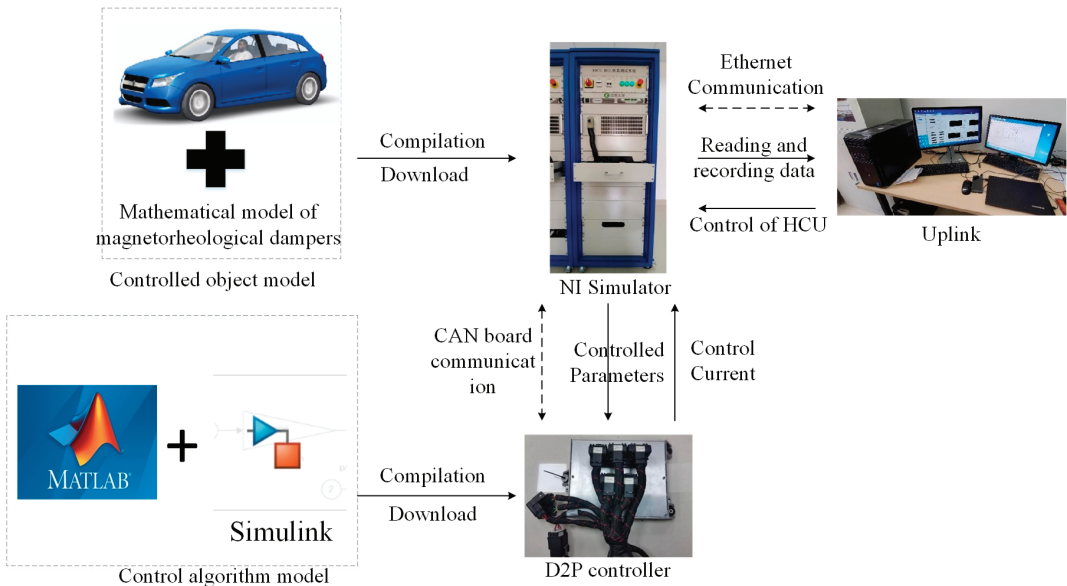 Mathematical model of
magnetorheological dampers
Controlled object model
Compilation
Download
NI Simulator
Ethernet
Communication
Reading and
recording data
Control of HCU
Uplink
CAN board
communicat
ion
Controlled
Parameters
Control
Current
MATLAB®
Simulink
Control algorithm model
Compilation
Download
D2P controller